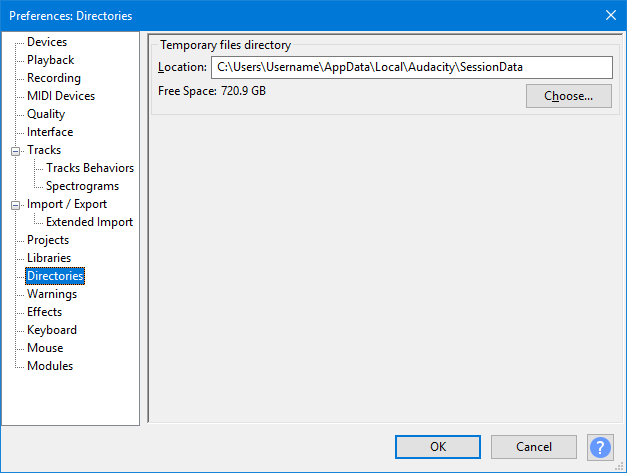 Preferences: Directories
Devices
Playback
Recording
MIDI Devices
Quality
Interface
Tracks
Tracks Behaviors
Spectrograms
Import / Export
Extended Import
Projects
Libraries
Directories
Warnings
Effects
Keyboard
Mouse
Modules
Temporary files directory
Location: C:\Users\Username\AppData\Local\Audacity\SessionData
Free Space: 720.9 GB
Choose...
OK
Cancel
?